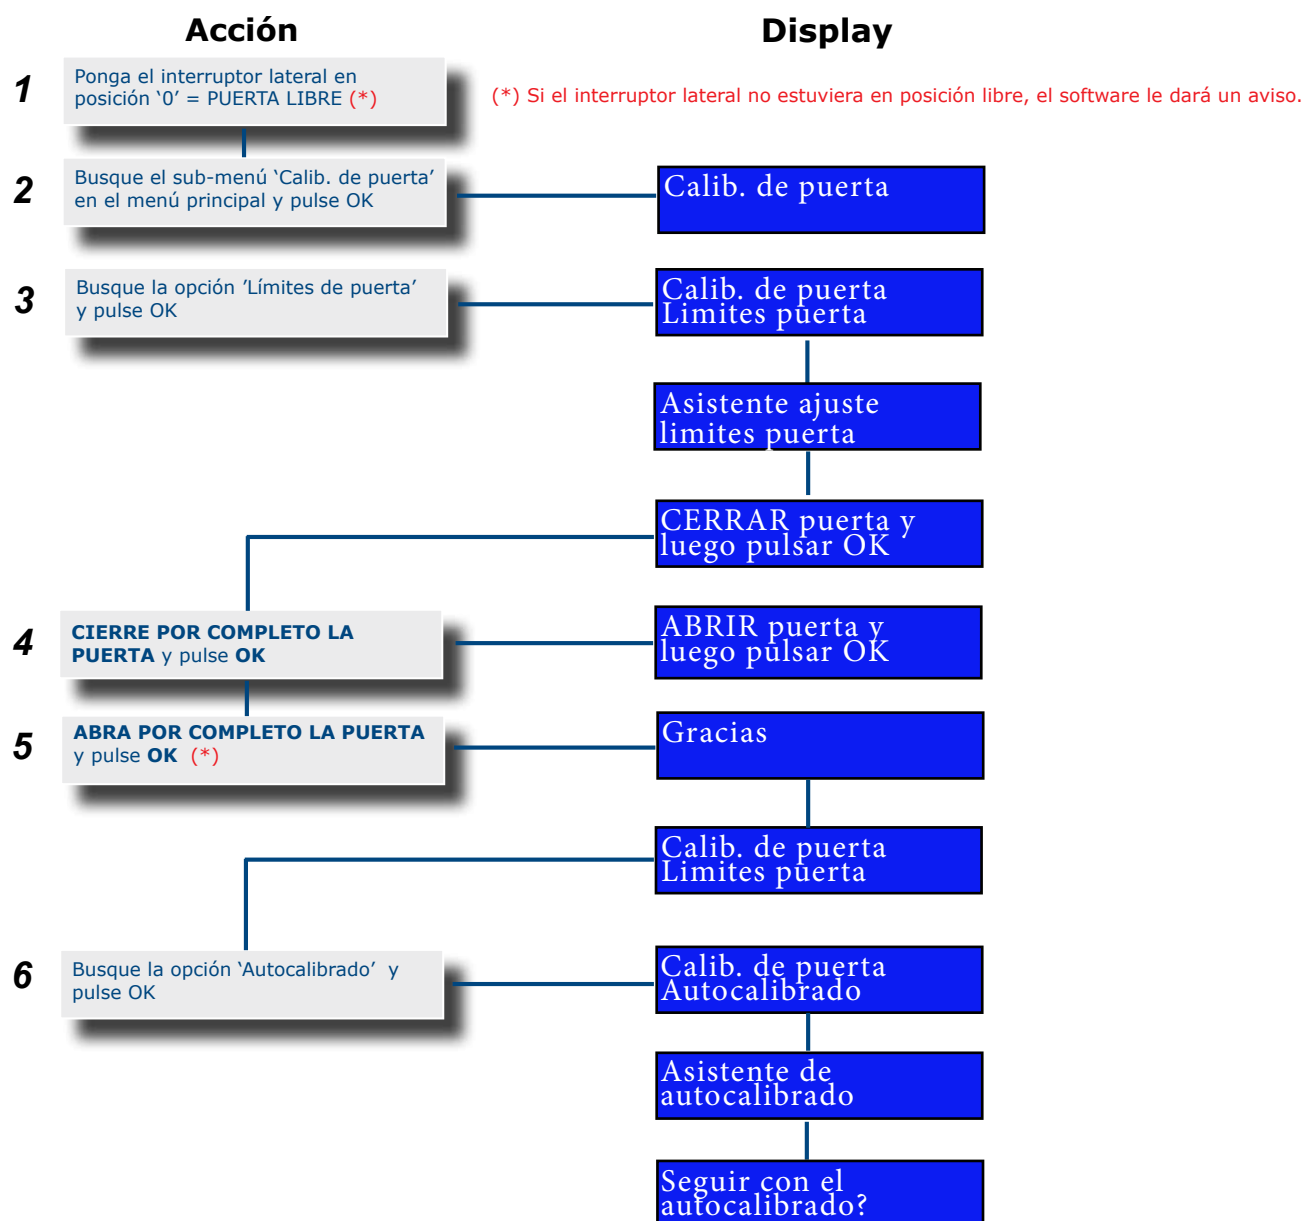 Acción
Display
1
Ponga el interruptor lateral en
posición ‘0’ = PUERTA LIBRE (*)
(*) Si el interruptor lateral no estuviera en posición libre, el software le dará un aviso.
2
Busque el sub-menú ‘Calib. de puerta’
en el menú principal y pulse OK
Calib. de puerta
3
Busque la opción ’Límites de puerta’
y pulse OK
Calib. de puerta
Limites puerta
Asistente ajuste
limites puerta
CERRAR puerta y
luego pulsar OK
4
CIERRE POR COMPLETO LA
PUERTA y pulse OK
ABRIR puerta y
luego pulsar OK
5
ABRA POR COMPLETO LA PUERTA
y pulse OK (*)
Gracias
Calib. de puerta
Limites puerta
6
Busque la opción ‘Autocalibrado’ y
pulse OK
Calib. de puerta
Autocalibrado
Asistente de
autocalibrado
Seguir con el
autocalibrado?